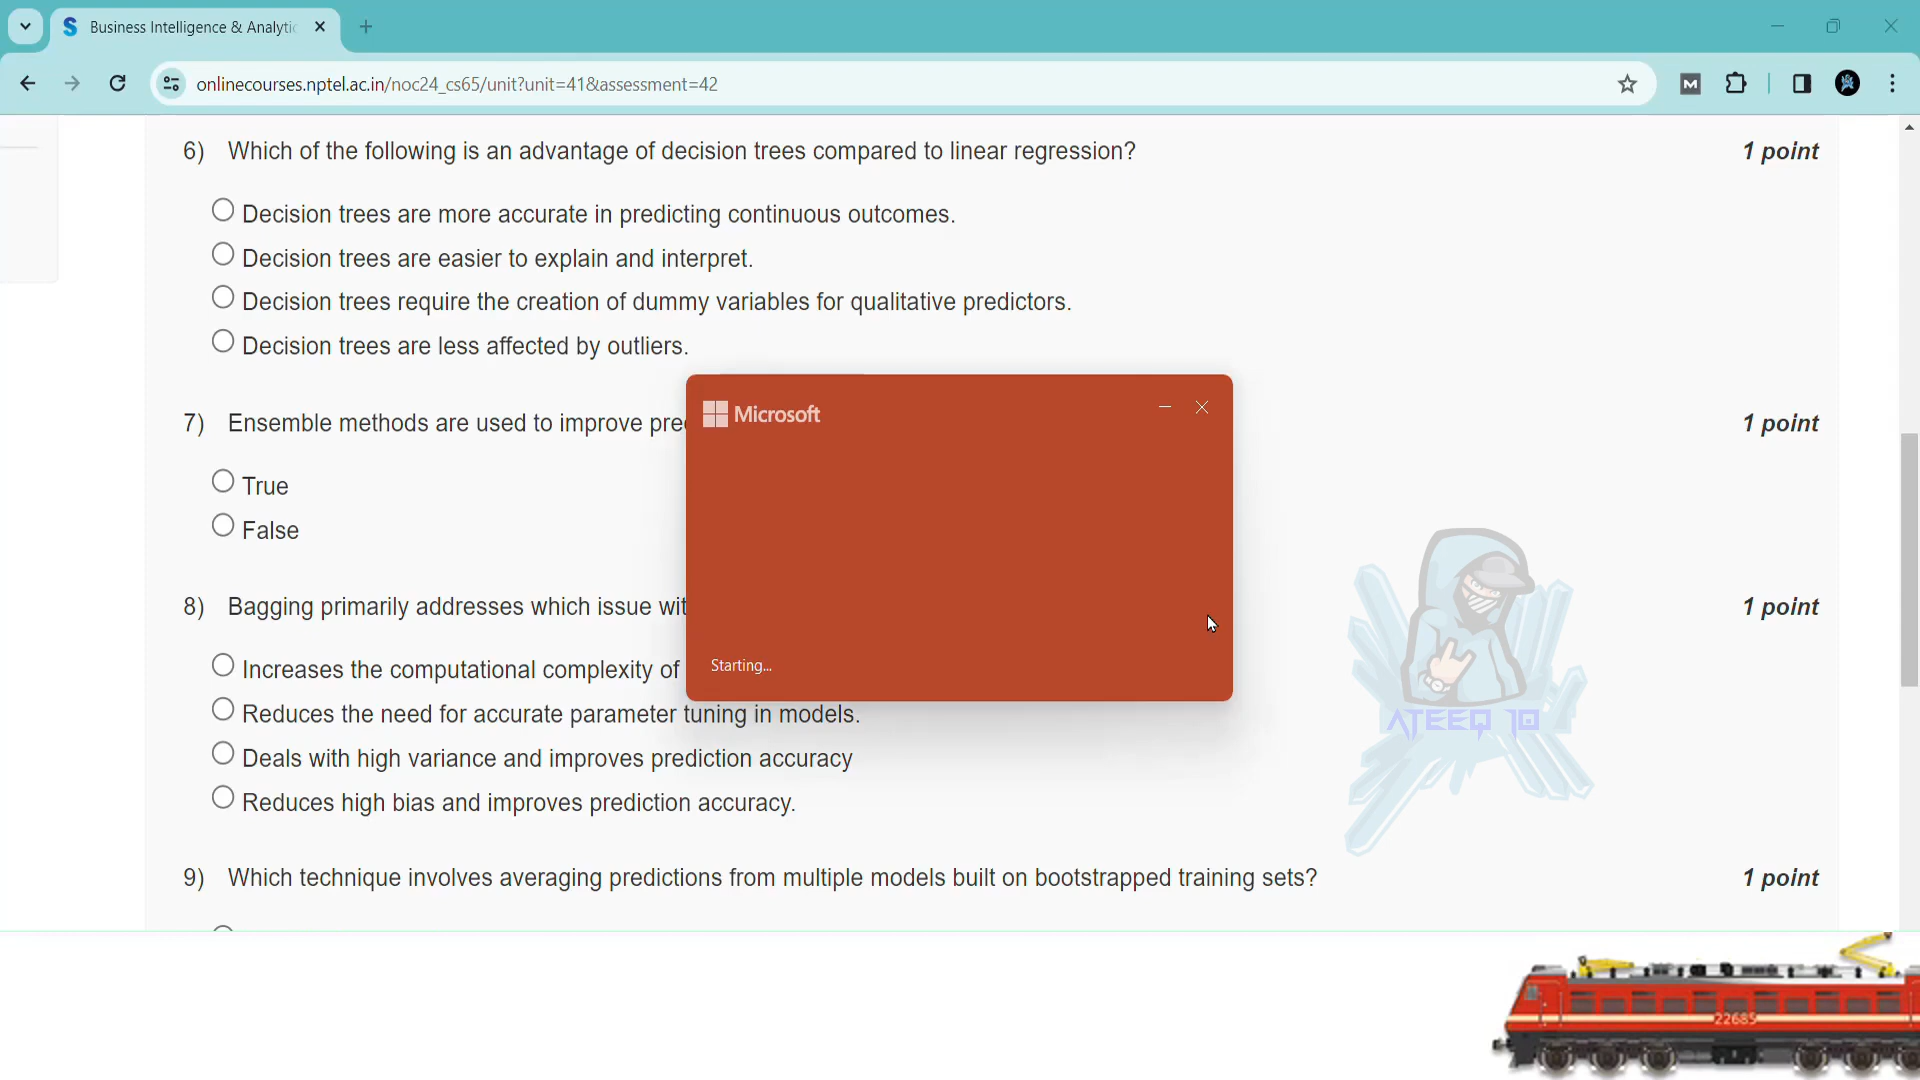 Business Intelligence & Analytic
onlinecourses.nptel.ac.in/noc24_cs65/unit?unit=41&assessment=42
6) Which of the following is an advantage of decision trees compared to linear regression? 1 point
Decision trees are more accurate in predicting continuous outcomes.
Decision trees are easier to explain and interpret.
Decision trees require the creation of dummy variables for qualitative predictors.
Decision trees are less affected by outliers.
Microsoft
7) Ensemble methods are used to improve 1 point
True
False
8) Bagging primarily addresses which issue 1 point
Increases the computational complexity of
Starting...
Reduces the need for accurate parameter tuning in models.
ATEEQ 10
Deals with high variance and improves prediction accuracy
Reduces high bias and improves prediction accuracy.
9) Which technique involves averaging predictions from multiple models built on bootstrapped training sets? 1 point
22685